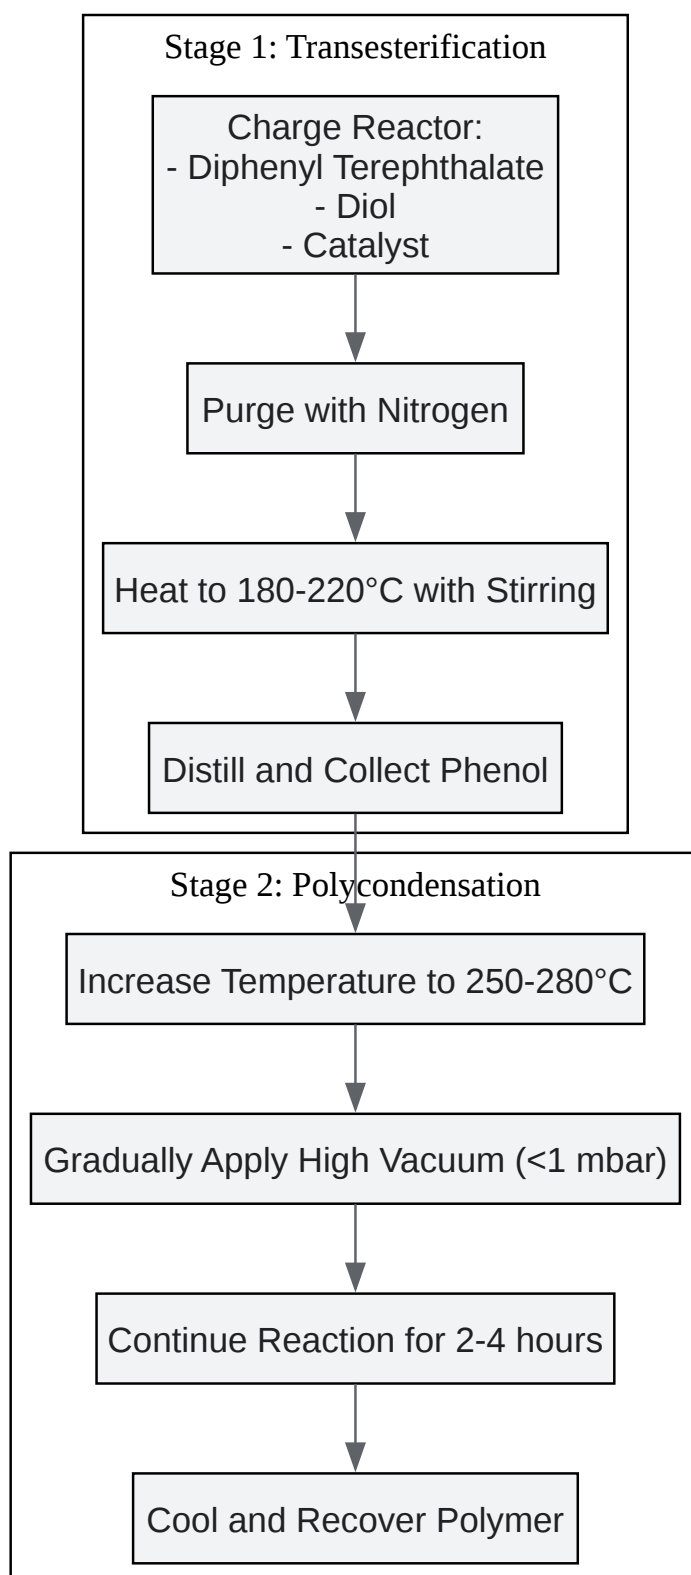 Stage 1: Transesterification
Charge Reactor:
- Diphenyl Terephthalate
- Diol
- Catalyst
Purge with Nitrogen
Heat to 180-220°C with Stirring
Distill and Collect Phenol
Stage 2: Polycondensation
Increase Temperature to 250-280°C
Gradually Apply High Vacuum (<1 mbar)
Continue Reaction for 2-4 hours
Cool and Recover Polymer